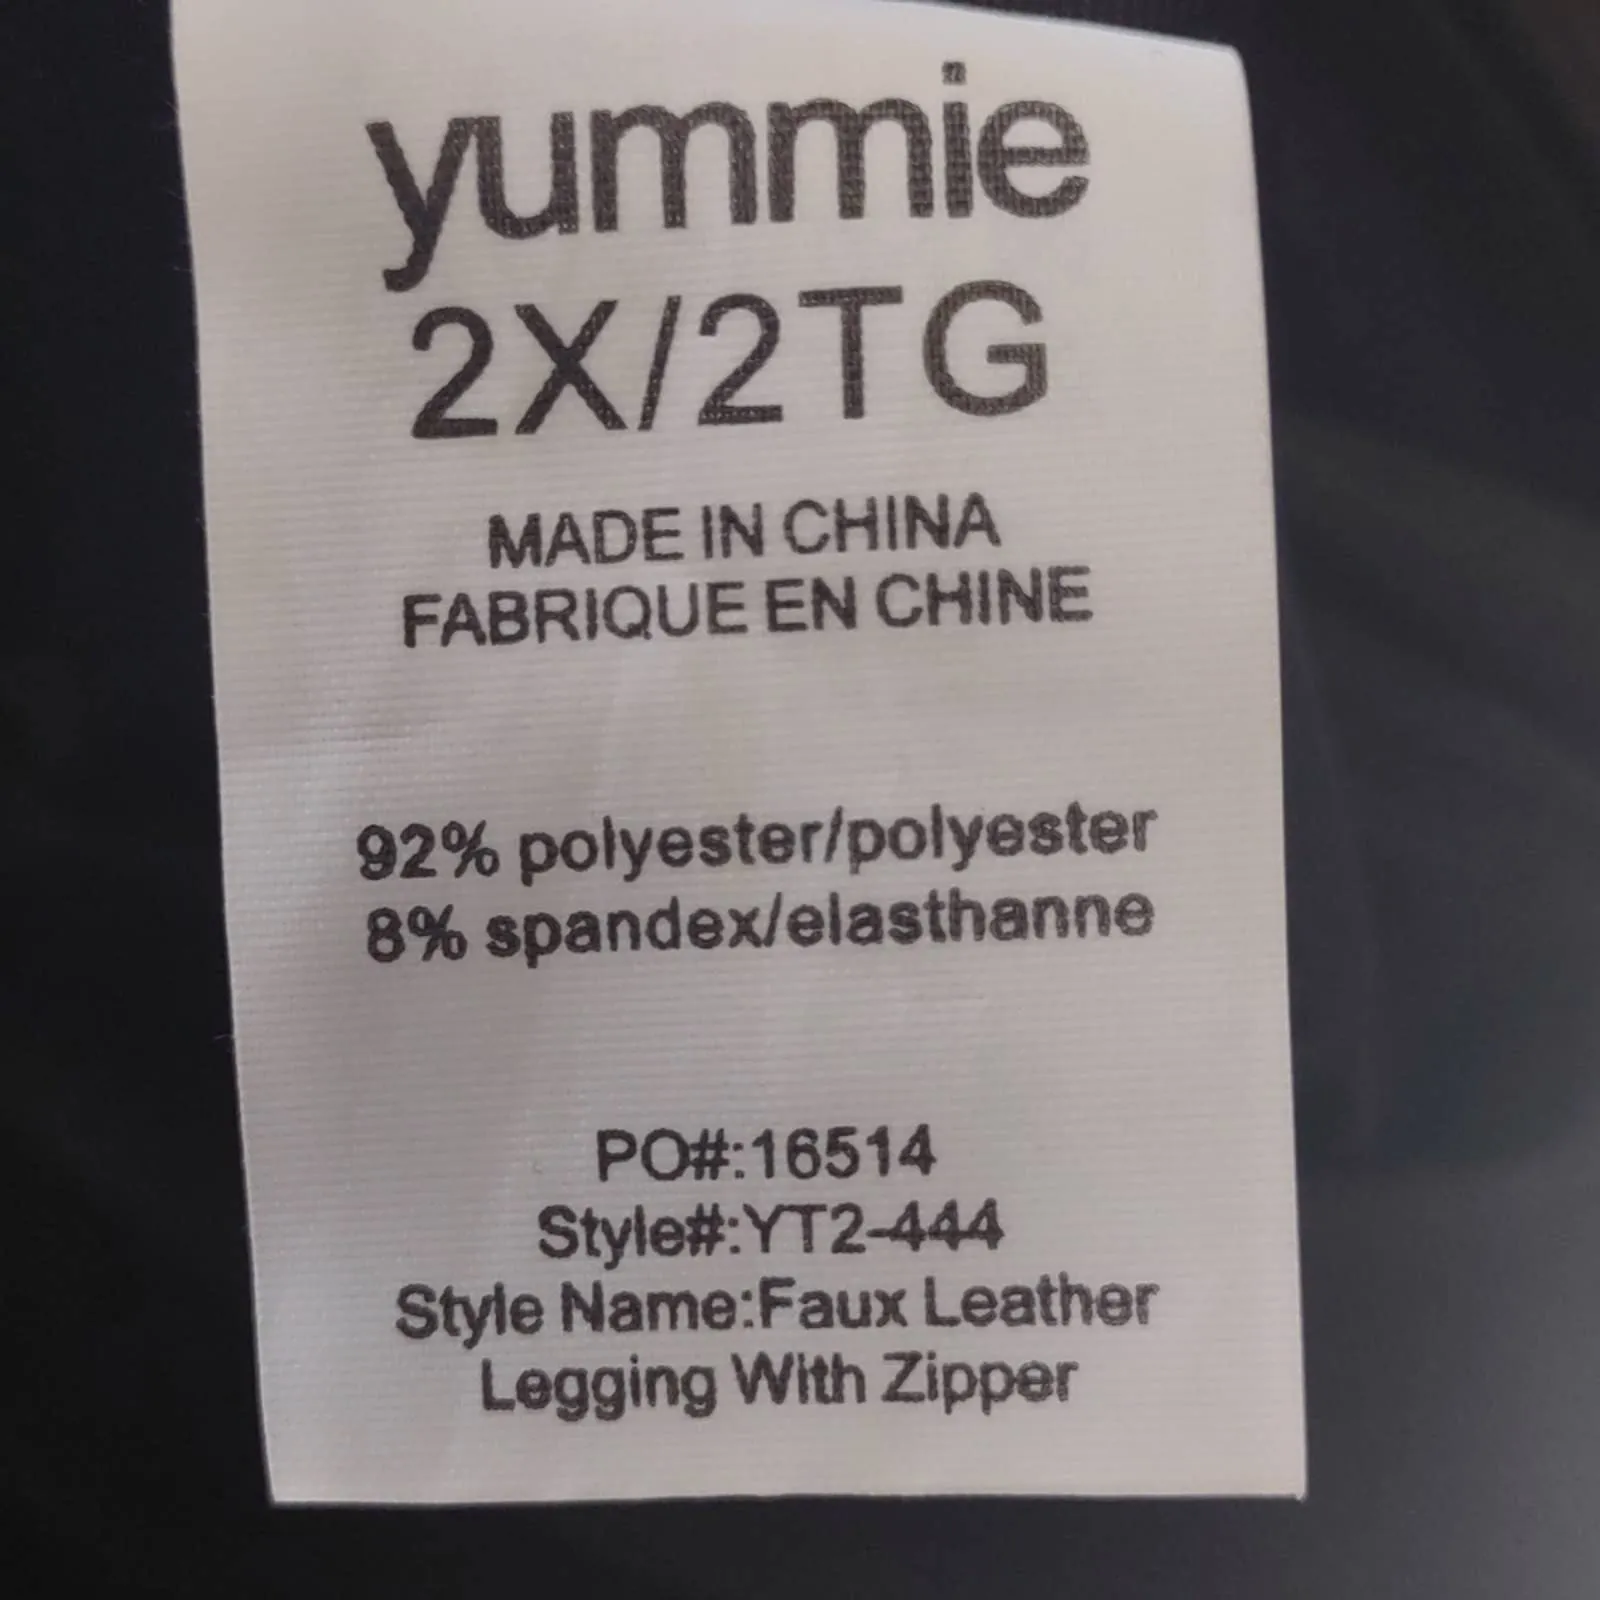 yummie
2X/2TG
MADE IN CHINA
FABRIQUE EN CHINE
92% polyester/polyester
8% spandex/elasthanne
PO#:16514
Style#:YT2-444
Style Name:Faux Leather
Legging With Zipper